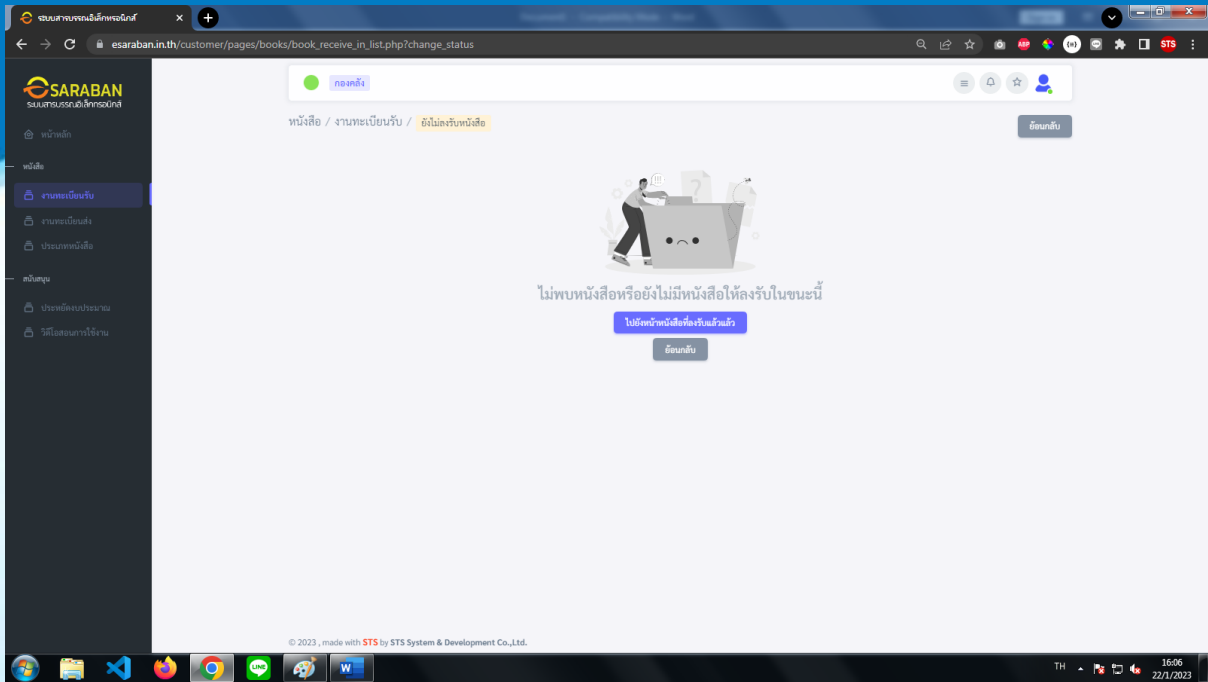 ระบบสารบรรณอิเล็กทรอนิกส์
esaraban.in.th/customer/pages/books/book_receive_in_list.php?change_status
ABP
STS
SARABAN
ระบบสารบรรณอิเล็กทรอนิกส์
หน้าหลัก
หนังสือ
งานทะเบียนรับ
งานทะเบียนส่ง
ประเภทหนังสือ
สนับสนุน
ประหยัดงบประมาณ
วิดีโอสอนการใช้งาน
กองคลัง
หนังสือ / งานทะเบียนรับ / ยังไม่ลงรับหนังสือ
ย้อนกลับ
ไม่พบหนังสือหรือยังไม่มีหนังสือให้ลงรับในขนะนี้
ไปยังหน้าหนังสือที่ลงรับแล้วแล้ว
ย้อนกลับ
© 2023 , made with STS by STS System & Development Co.,Ltd.
LINE
W
TH
16:06
22/1/2023